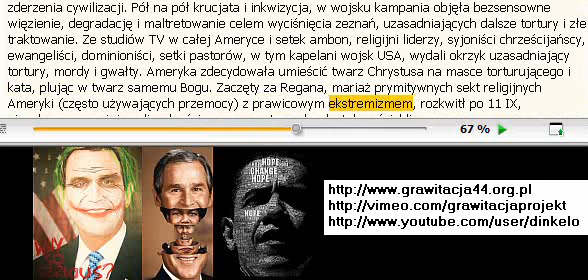 zderzenia cywilizacji. Pół na pół krucjata i inkwizycja, w wojsku kampania objęła bezsensowne
więzienie, degradację i maltretowanie celem wyciśnięcia zeznań, uzasadniających dalsze tortury i złe
traktowanie. Ze studiów TV w całej Ameryce i setek ambon, religijni liderzy, syjoniści chrześcijańscy,
ewangeliści, dominioniści, setki pastorów, w tym kapelani wojsk USA, wydali okrzyk uzasadniający
tortury, mordy i gwałty. Ameryka zdecydowała umieścić twarz Chrystusa na masce torturującego i
kata, plując w twarz samemu Bogu. Zaczęty za Regana, mariaż prymitywnych sekt religijnych
Ameryki (często używających przemocy) z prawicowym ekstremizmem, rozkwitł po 11 IX,
67 %
HOPE
CHANGE
HOPE
WHY SO
http://www.grawitacja44.org.pl
http://vimeo.com/grawitacjaprojekt
http://www.youtube.com/user/dinkelo